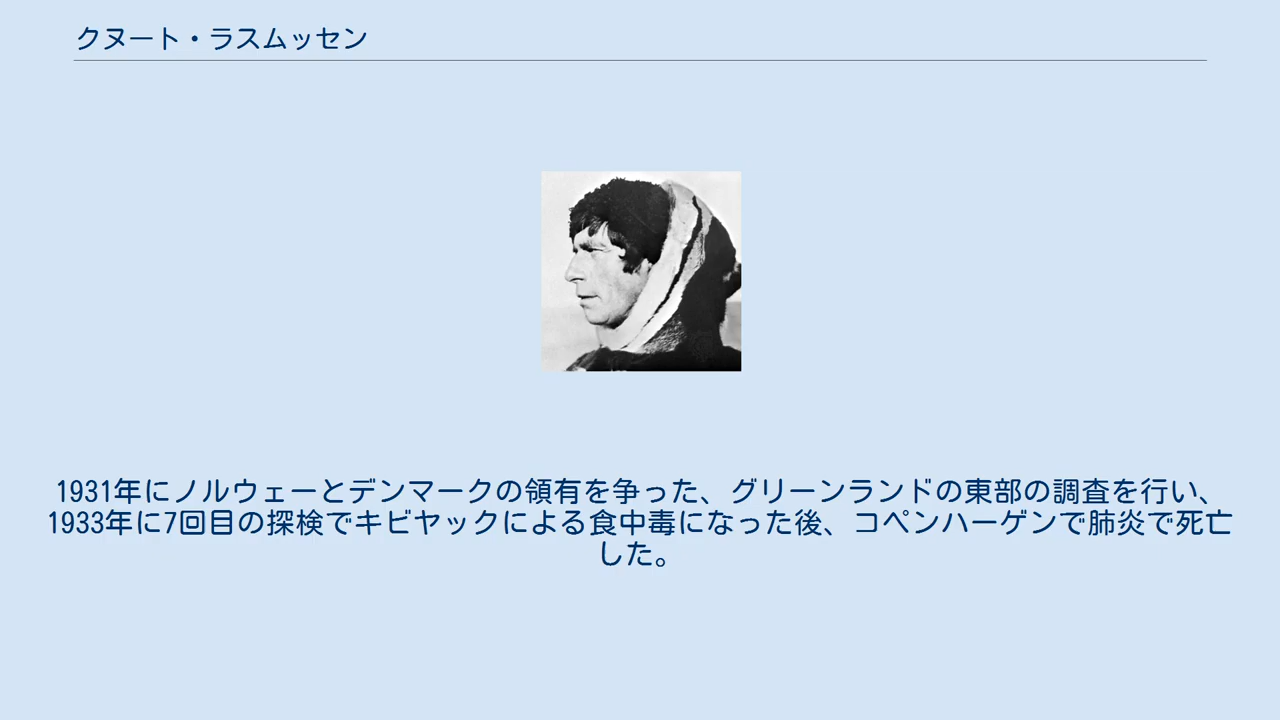 クヌート・ラスムッセン
1931年にノルウェーとデンマークの領有を争った、グリーンランドの東部の調査を行い、
1933年に7回目の探検でキビヤックによる食中毒になった後、コペンハーゲンで肺炎で死亡
した。